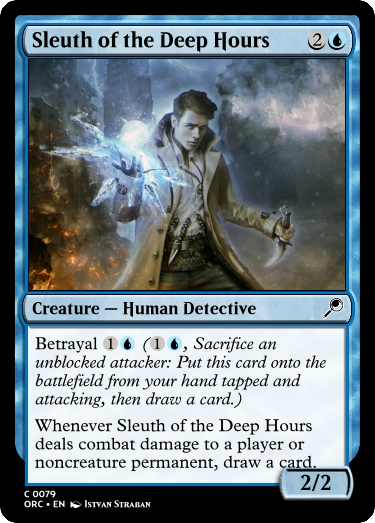 Sleuth of the Deep Hours 2
Creature — Human Detective
Betrayal 1 (1, Sacrifice an
unblocked attacker: Put this card onto the
battlefield from your hand tapped and
attacking, then draw a card.)
Whenever Sleuth of the Deep Hours
deals combat damage to a player or
noncreature permanent, draw a card.
2/2
C 0079
ORC • EN Istvan Straban